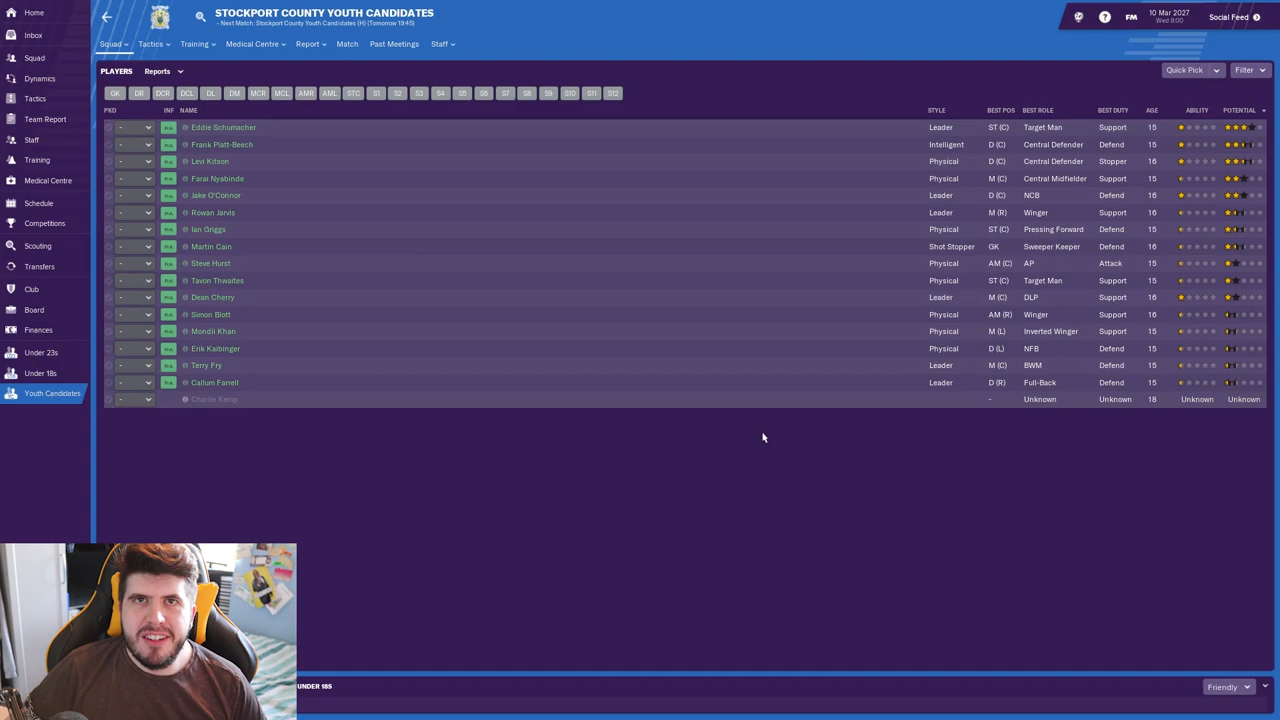 Home
Inbox
Squad
Dynamics
Tactics
Team Report
Staff
Training
Medical Centre
Schedule
Competitions
Scouting
Transfers
Club
Board
Finances
Under 23s
Under 18s
Youth Candidates
STOCKPORT COUNTY YOUTH CANDIDATES
- Next Match: Stockport County Youth Candidates (H) (Tomorrow 19:45)
FM
10 Mar 2027
Wed 8:00
Social Feed
Squad Tactics Training Medical Centre Report Match Past Meetings Staff
PLAYERS Reports Quick Pick Filter
GK DR DCR DCL DL DM MCR MCL AMR AML STC S1 S2 S3 S4 S5 S6 S7 S8 S9 S10 S11 S12
PKD INF NAME STYLE BEST POS BEST ROLE BEST DUTY AGE ABILITY POTENTIAL
- Eddie Schumacher Leader ST (C) Target Man Support 15
- Frank Platt-Beech Intelligent D (C) Central Defender Defend 15
- Levi Kitson Physical D (C) Central Defender Stopper 16
- Farai Nyabinde Physical M (C) Central Midfielder Support 15
- Jake O'Connor Leader D (C) NCB Defend 16
- Rowan Jarvis Leader M (R) Winger Support 16
- Ian Griggs Physical ST (C) Pressing Forward Defend 15
- Martin Cain Shot Stopper GK Sweeper Keeper Defend 16
- Steve Hurst Physical AM (C) AP Attack 15
- Tavon Thwaites Physical ST (C) Target Man Support 15
- Dean Cherry Leader M (C) DLP Support 16
- Simon Blott Physical AM (R) Winger Support 16
- Mondli Khan Physical M (L) Inverted Winger Support 15
- Erik Kaibinger Physical D (L) NFB Defend 15
- Terry Fry Leader M (C) BWM Defend 15
- Callum Farrell Leader D (R) Full-Back Defend 15
- Charlie Kemp - Unknown Unknown 18 Unknown Unknown
UNDER 18S
Friendly